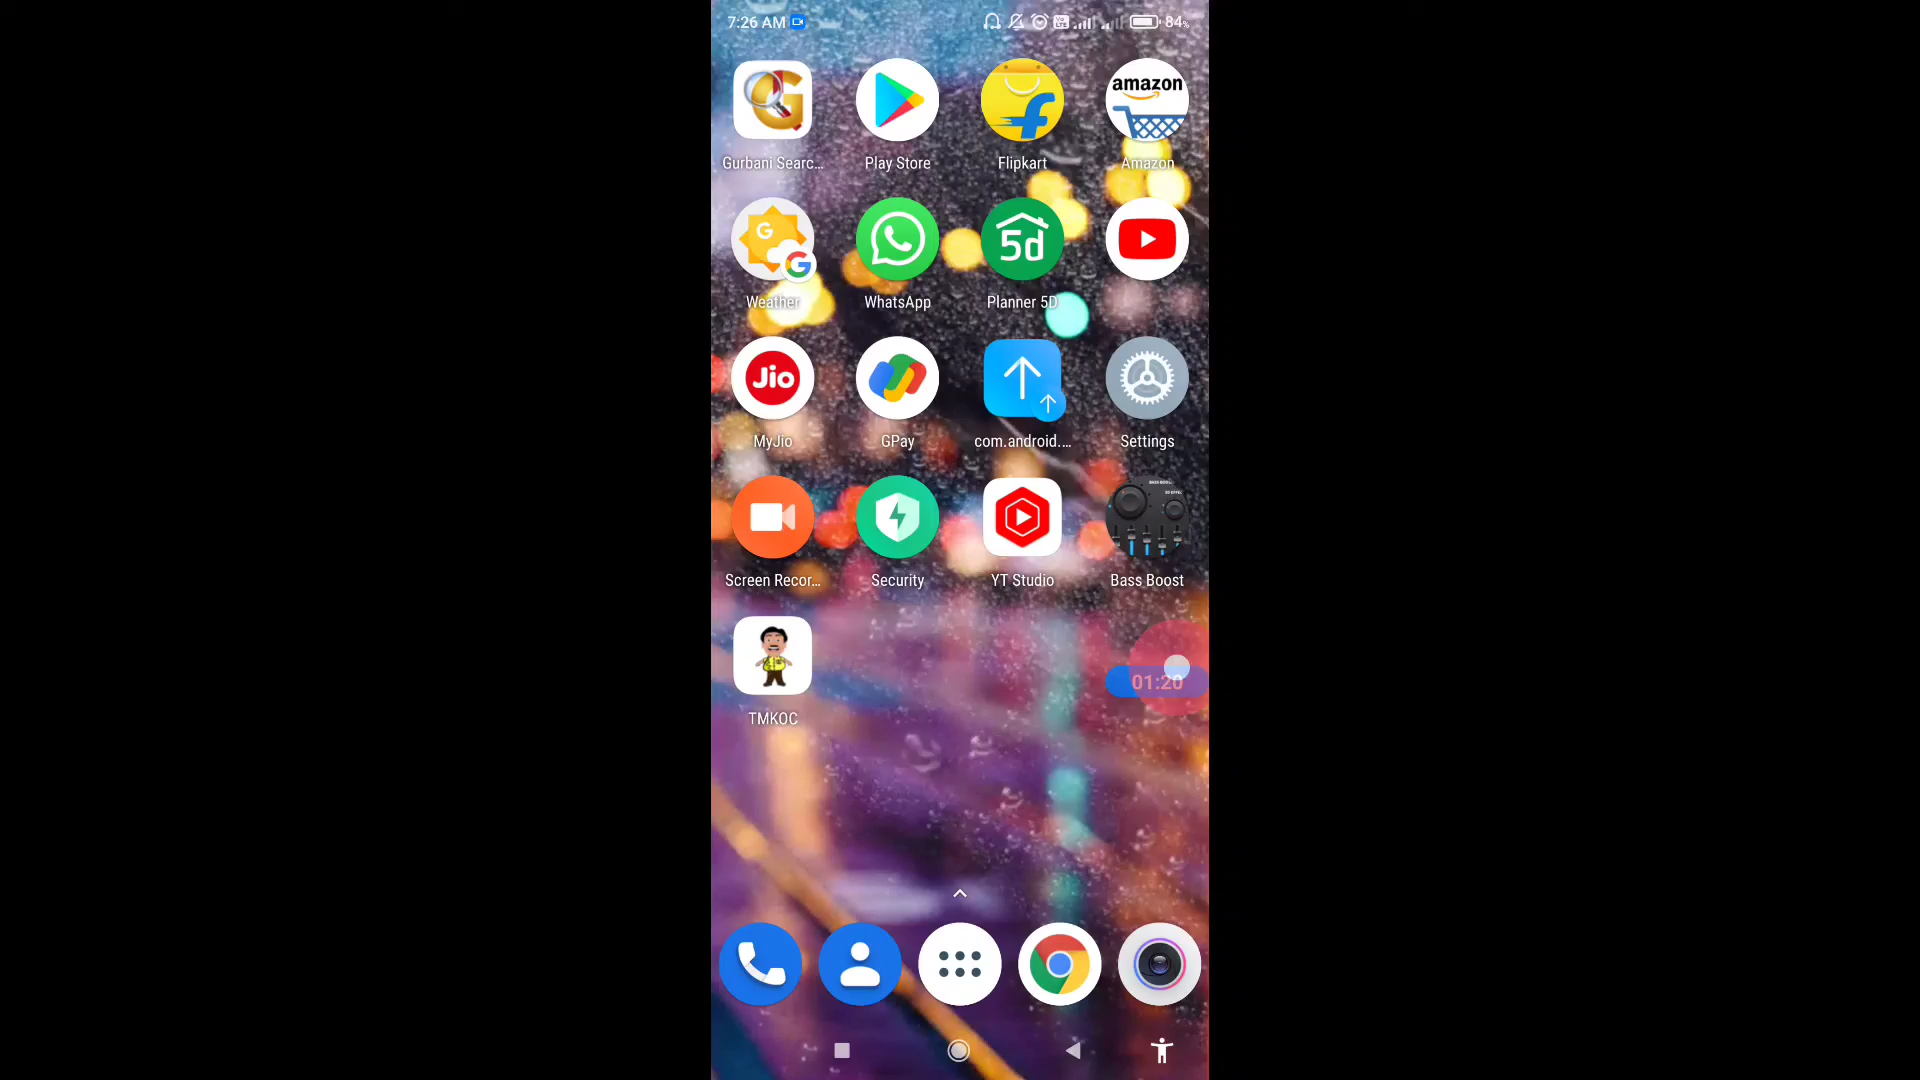 7:26 AM
84%
amazon
Gurbani Searc...
Play Store
Flipkart
Amazon
G
5d
Weather
WhatsApp
Planner 5D
Jio
MyJio
GPay
com.android....
Settings
Screen Recor...
Security
YT Studio
Bass Boost
TMKOC
01:20